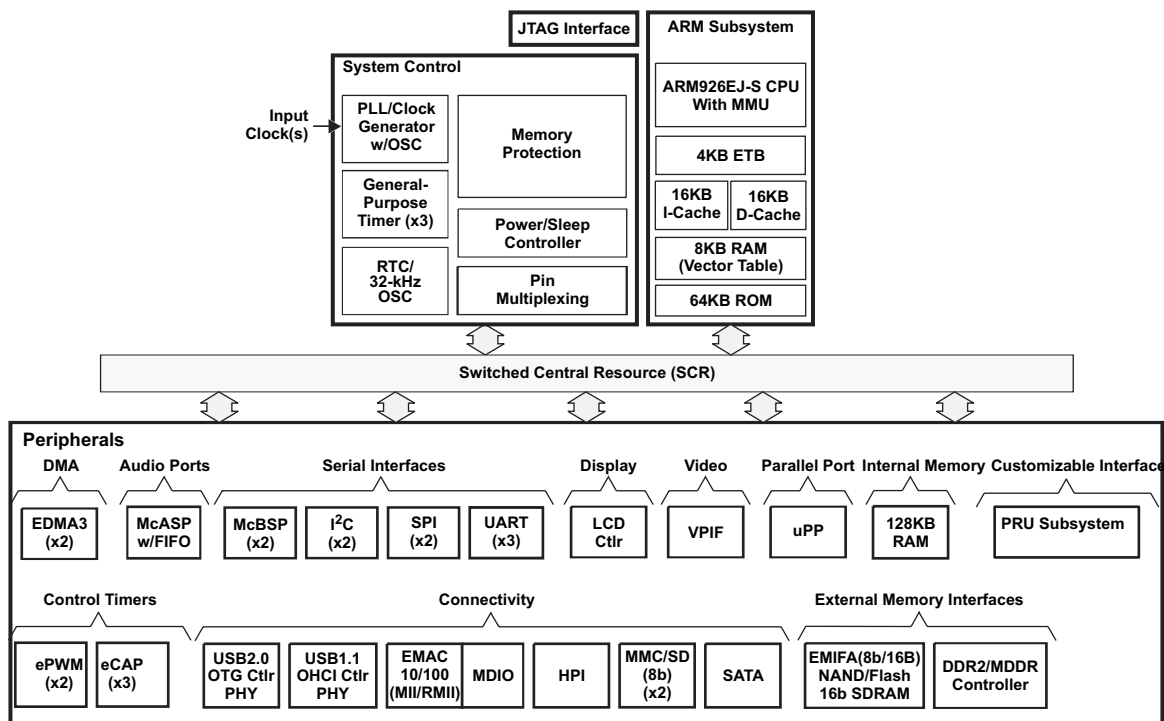 JTAG Interface
ARM Subsystem
System Control
Input
Clock(s)
PLL/Clock
Generator
w/OSC
General-
Purpose
Timer (x3)
RTC/
32-kHz
OSC
Memory
Protection
Power/Sleep
Controller
Pin
Multiplexing
ARM926EJ-S CPU
With MMU
4KB ETB
16KB
I-Cache
16KB
D-Cache
8KB RAM
(Vector Table)
64KB ROM
Switched Central Resource (SCR)
Peripherals
DMA
Audio Ports
Serial Interfaces
Display
Video
Parallel Port
Internal Memory
Customizable Interface
EDMA3
(x2)
McASP
w/FIFO
McBSP
(x2)
I²C
(x2)
SPI
(x2)
UART
(x3)
LCD
Ctlr
VPIF
uPP
128KB
RAM
PRU Subsystem
Control Timers
Connectivity
External Memory Interfaces
ePWM
(x2)
eCAP
(x3)
USB2.0
OTG Ctlr
PHY
USB1.1
OHCI Ctlr
PHY
EMAC
10/100
(MII/RMII)
MDIO
HPI
MMC/SD
(8b)
(x2)
SATA
EMIFA(8b/16B)
NAND/Flash
16b SDRAM
DDR2/MDDR
Controller